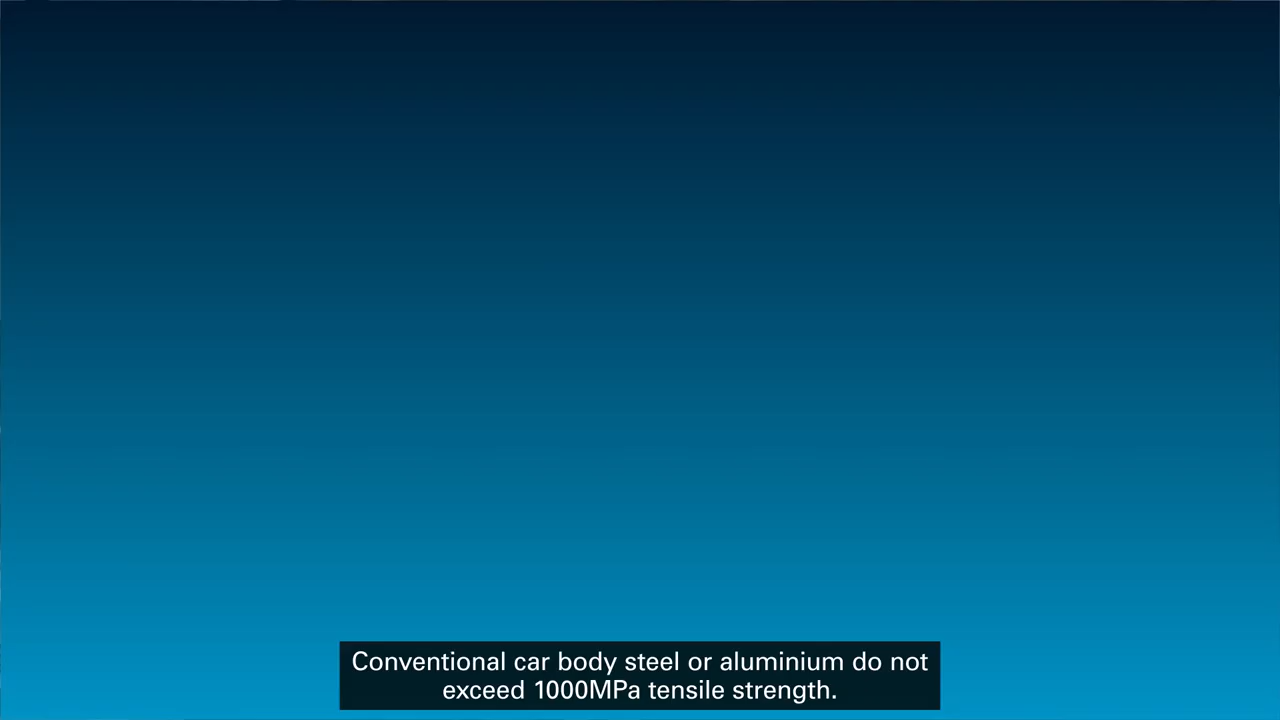 Conventional car body steel or aluminium do not
exceed 1000MPa tensile strength.